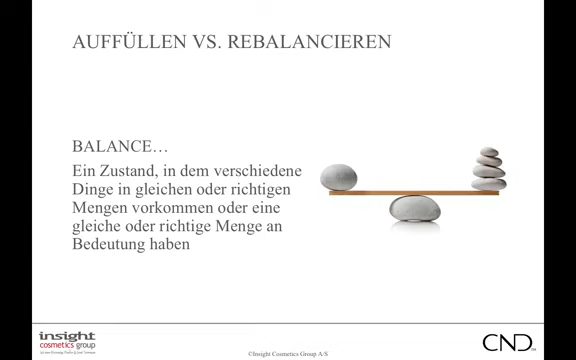 AUFFÜLLEN VS. REBALANCIEREN
BALANCE…
Ein Zustand, in dem verschiedene
Dinge in gleichen oder richtigen
Mengen vorkommen oder eine
gleiche oder richtige Menge an
Bedeutung haben
insight
cosmetics group
©Insight Cosmetics Group A/S
CND